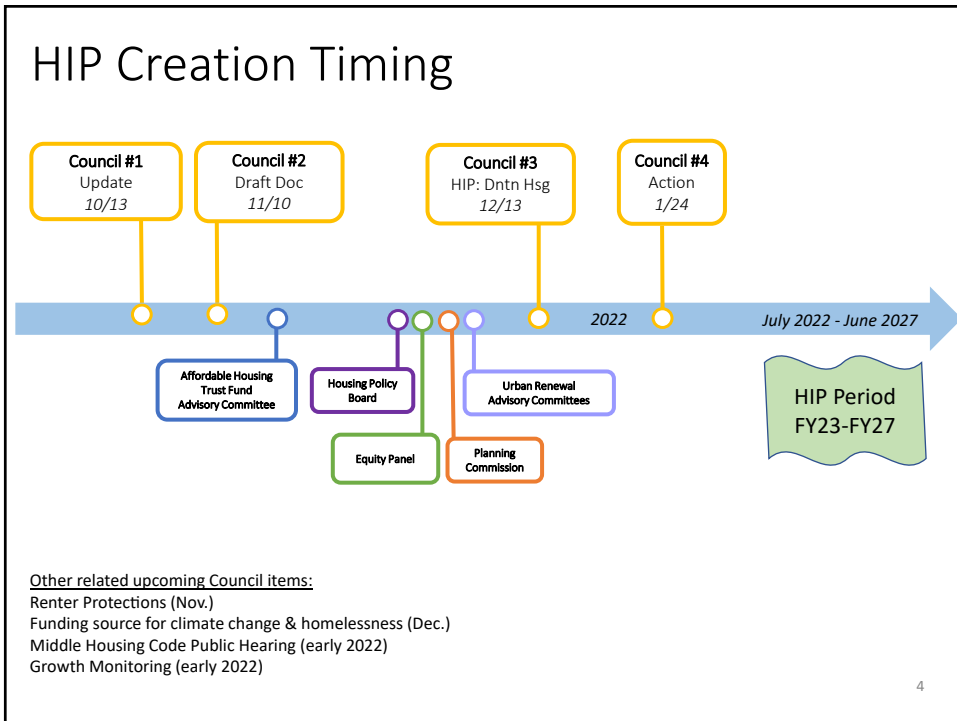 HIP Creation Timing
Council #1
Update
10/13
Council #2
Draft Doc
11/10
Council #3
HIP: Dntn Hsg
12/13
Council #4
Action
1/24
2022
July 2022 - June 2027
Affordable Housing
Trust Fund
Advisory Committee
Housing Policy
Board
Urban Renewal
Advisory Committees
Equity Panel
Planning
Commission
HIP Period
FY23-FY27
Other related upcoming Council items:
Renter Protections (Nov.)
Funding source for climate change & homelessness (Dec.)
Middle Housing Code Public Hearing (early 2022)
Growth Monitoring (early 2022)
4